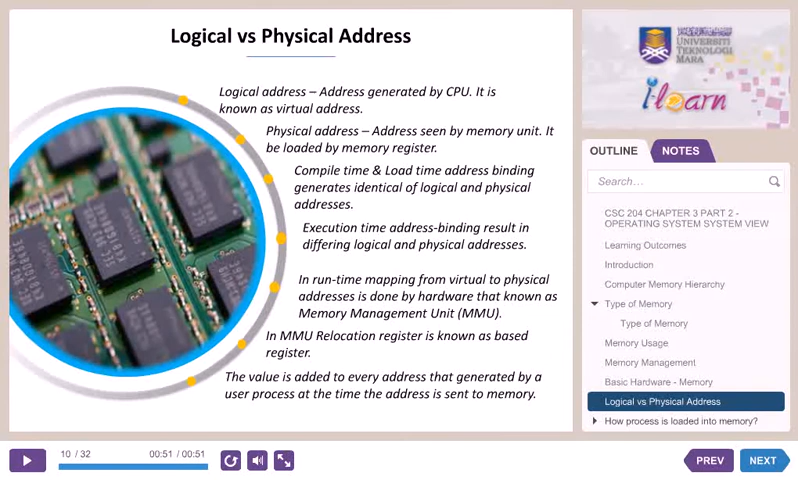 Logical vs Physical Address
Logical address – Address generated by CPU. It is
known as virtual address.
Physical address – Address seen by memory unit. It
be loaded by memory register.
Compile time & Load time address binding
generates identical of logical and physical
addresses.
Execution time address-binding result in
differing logical and physical addresses.
In run-time mapping from virtual to physical
addresses is done by hardware that known as
Memory Management Unit (MMU).
In MMU Relocation register is known as based
register.
The value is added to every address that generated by a
user process at the time the address is sent to memory.
UNIVERSITI
TEKNOLOGI
MARA
i-learn
OUTLINE
NOTES
Search...
CSC 204 CHAPTER 3 PART 2 -
OPERATING SYSTEM SYSTEM VIEW
Learning Outcomes
Introduction
Computer Memory Hierarchy
Type of Memory
Type of Memory
Memory Usage
Memory Management
Basic Hardware - Memory
Logical vs Physical Address
How process is loaded into memory?
10 / 32
00:51 / 00:51
PREV
NEXT